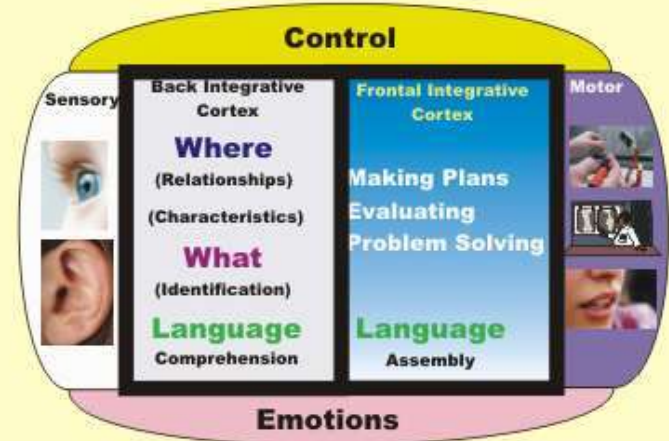 Control
Sensory
Back Integrative
Cortex
Where
(Relationships)
(Characteristics)
What
(Identification)
Language
Comprehension
Frontal Integrative
Cortex
Making Plans
Evaluating
Problem Solving
Language
Assembly
Motor
Emotions